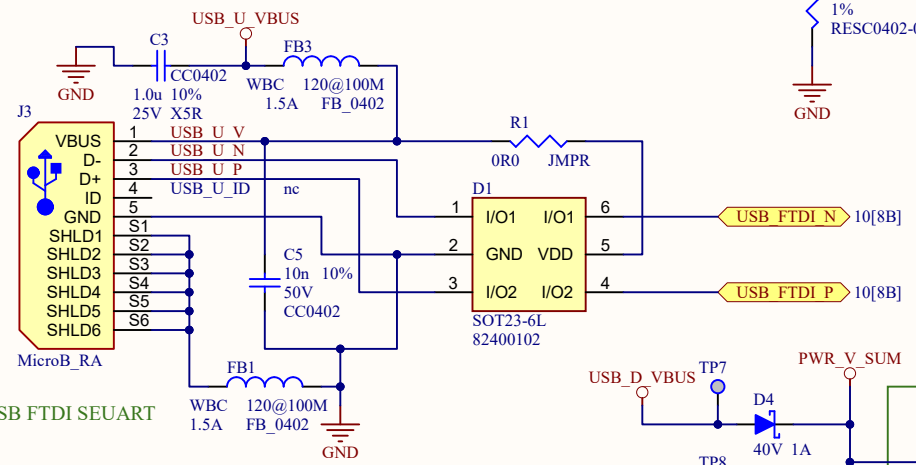 USB_U_VBUS
1%
RESC0402-0
C3
FB3
CC0402
WBC
120@100M
1.0u
10%
1.5A
FB_0402
25V
X5R
GND
GND
J3
R1
0R0
JMPR
VBUS
1
USB_U_V
D-
2
USB_U_N
D+
3
USB_U_P
ID
4
USB_U_ID
nc
GND
5
SHLD1
S1
SHLD2
S2
SHLD3
S3
SHLD4
S4
SHLD5
S5
SHLD6
S6
MicroB_RA
D1
1
I/O1
I/O1
6
USB_FTDI_N
10[8B]
2
GND
VDD
5
3
I/O2
I/O2
4
USB_FTDI_P
10[8B]
SOT23-6L
82400102
C5
10n
10%
50V
CC0402
FB1
WBC
120@100M
1.5A
FB_0402
GND
SB FTDI SEUART
USB_D_VBUS
TP7
PWR_V_SUM
D4
40V 1A
TP8